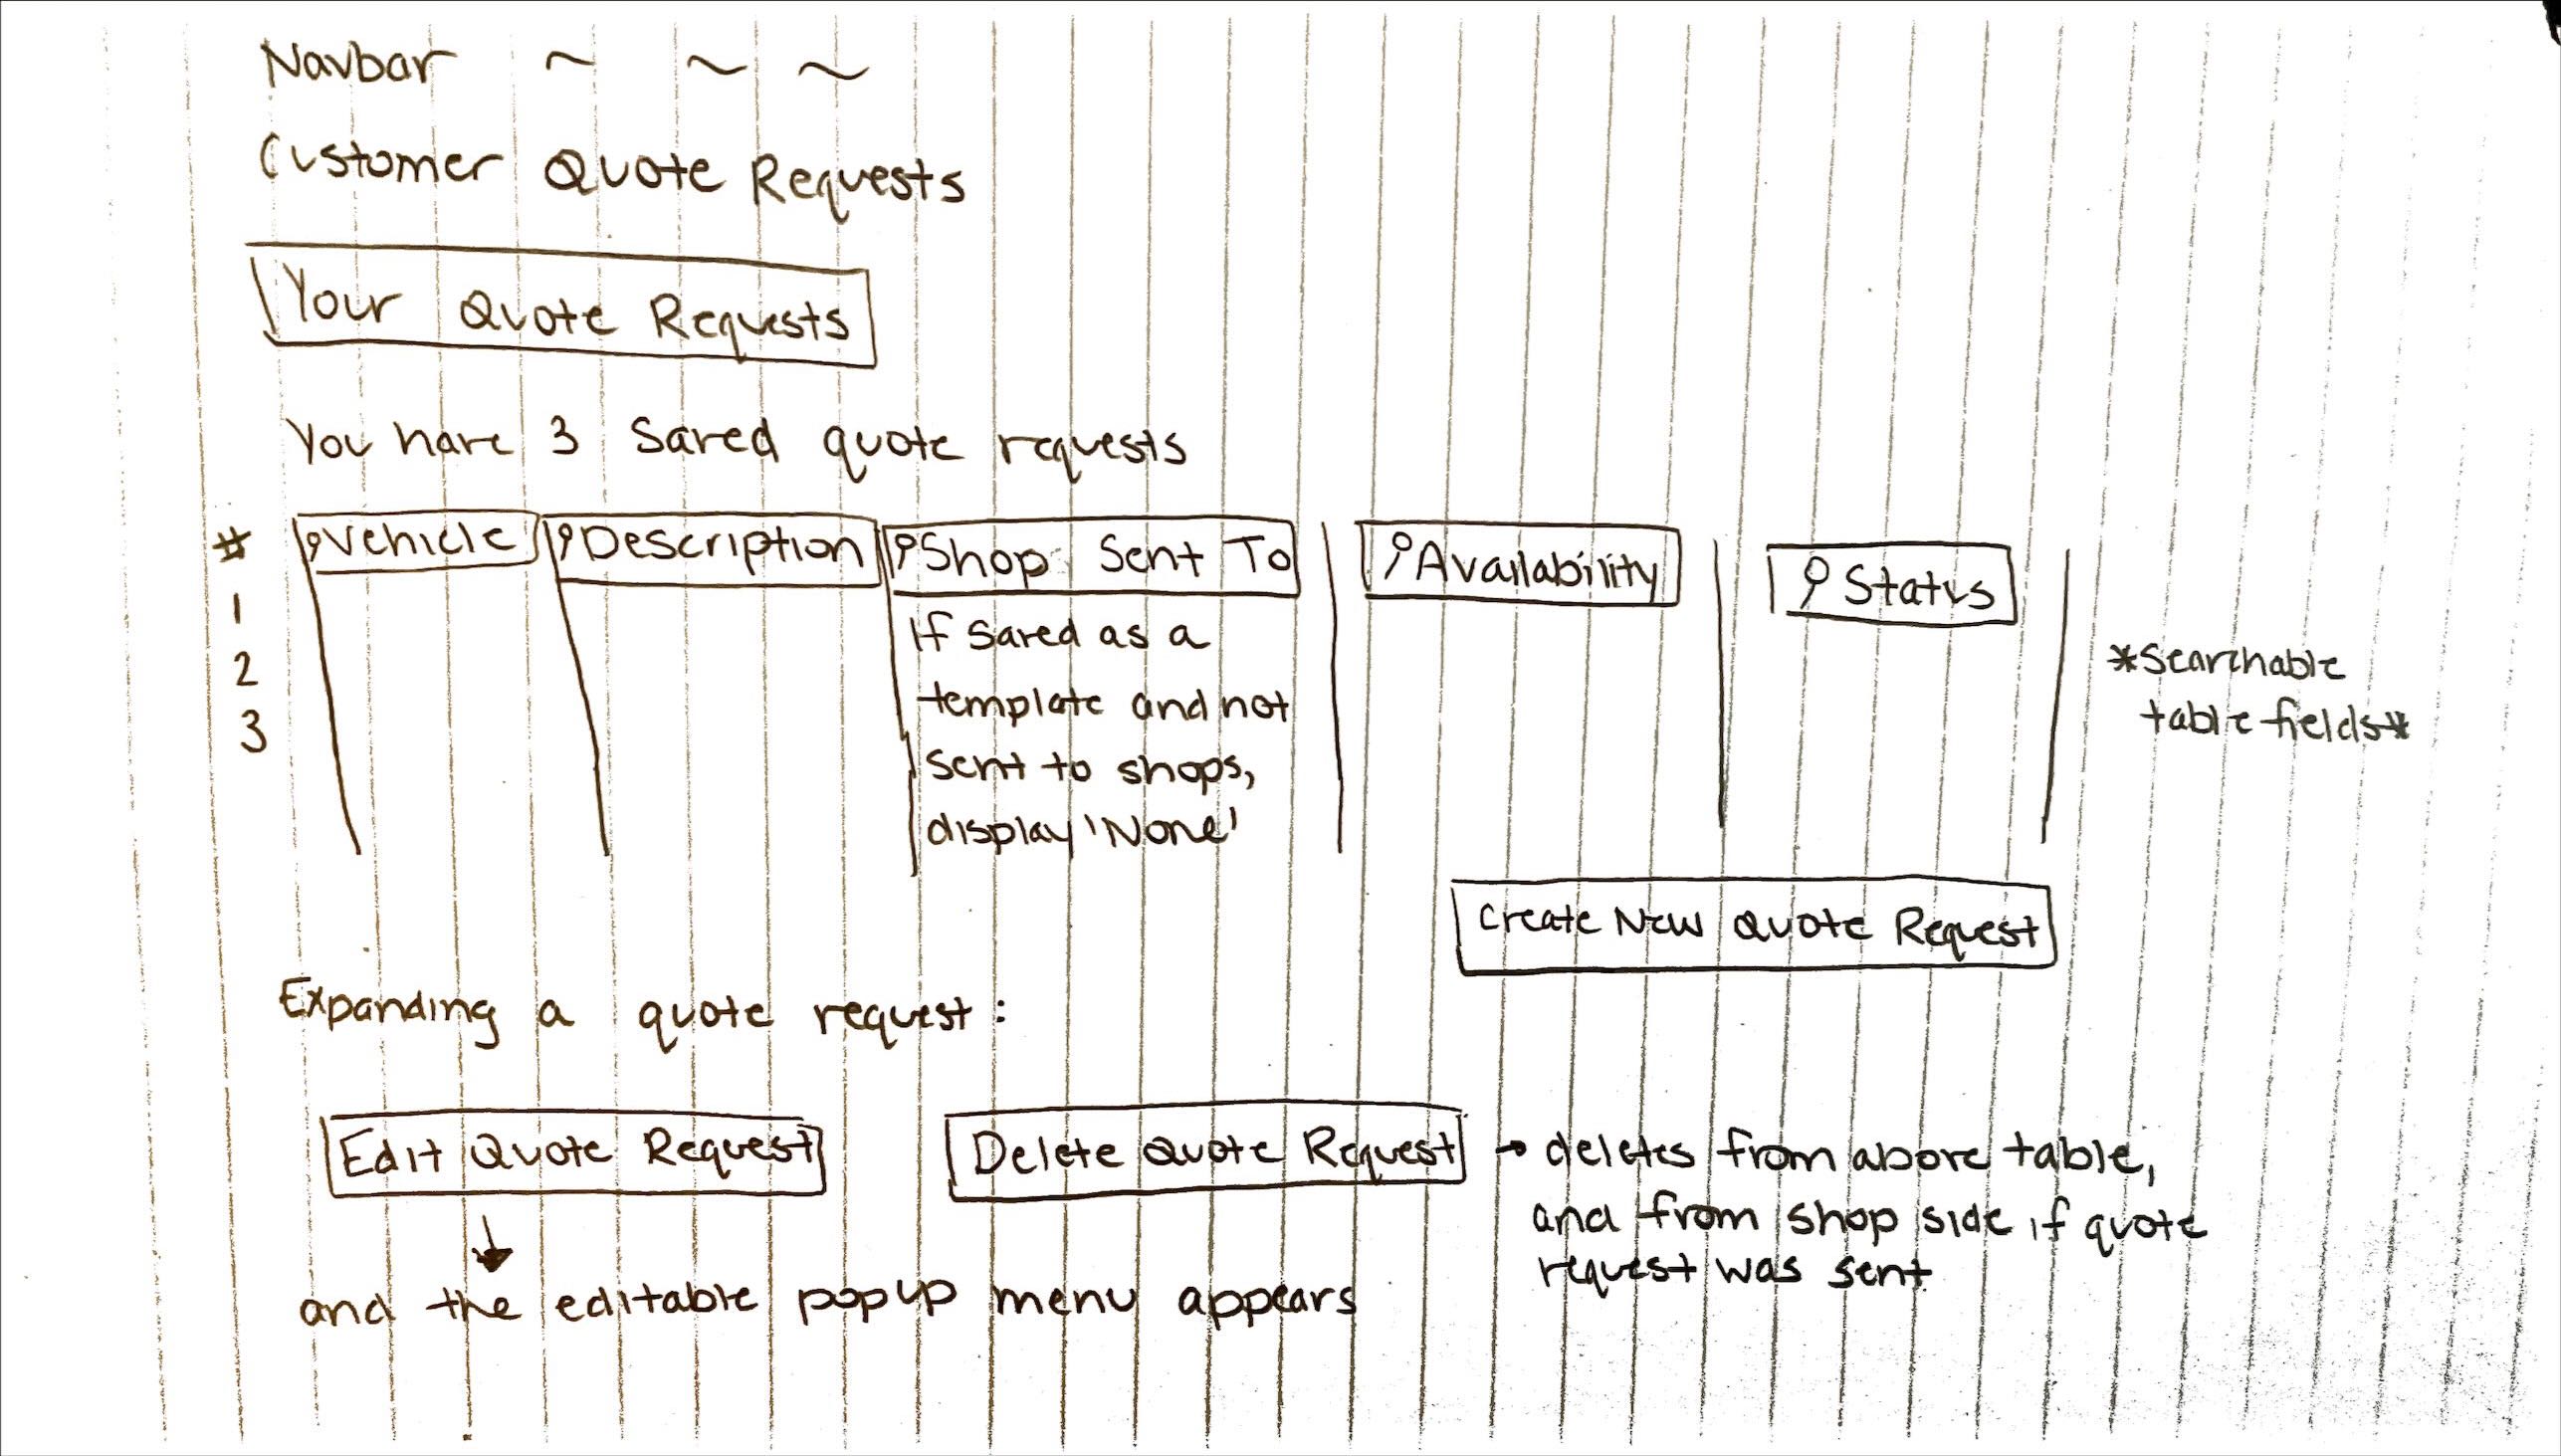 Navbar ~ ~ ~
Customer Quote Requests
Your Quote Requests
You have 3 Saved quote requests
# Vehicle Description Shop Sent To Availability Status
1
2
3
If saved as a
template and not
sent to shops,
display 'None'
*Searchable
table fields*
Create New Quote Request
Expanding a quote request:
Edit Quote Request
Delete Quote Request → deletes from above table,
and from shop side if quote
request was sent
↓
and the editable popup menu appears